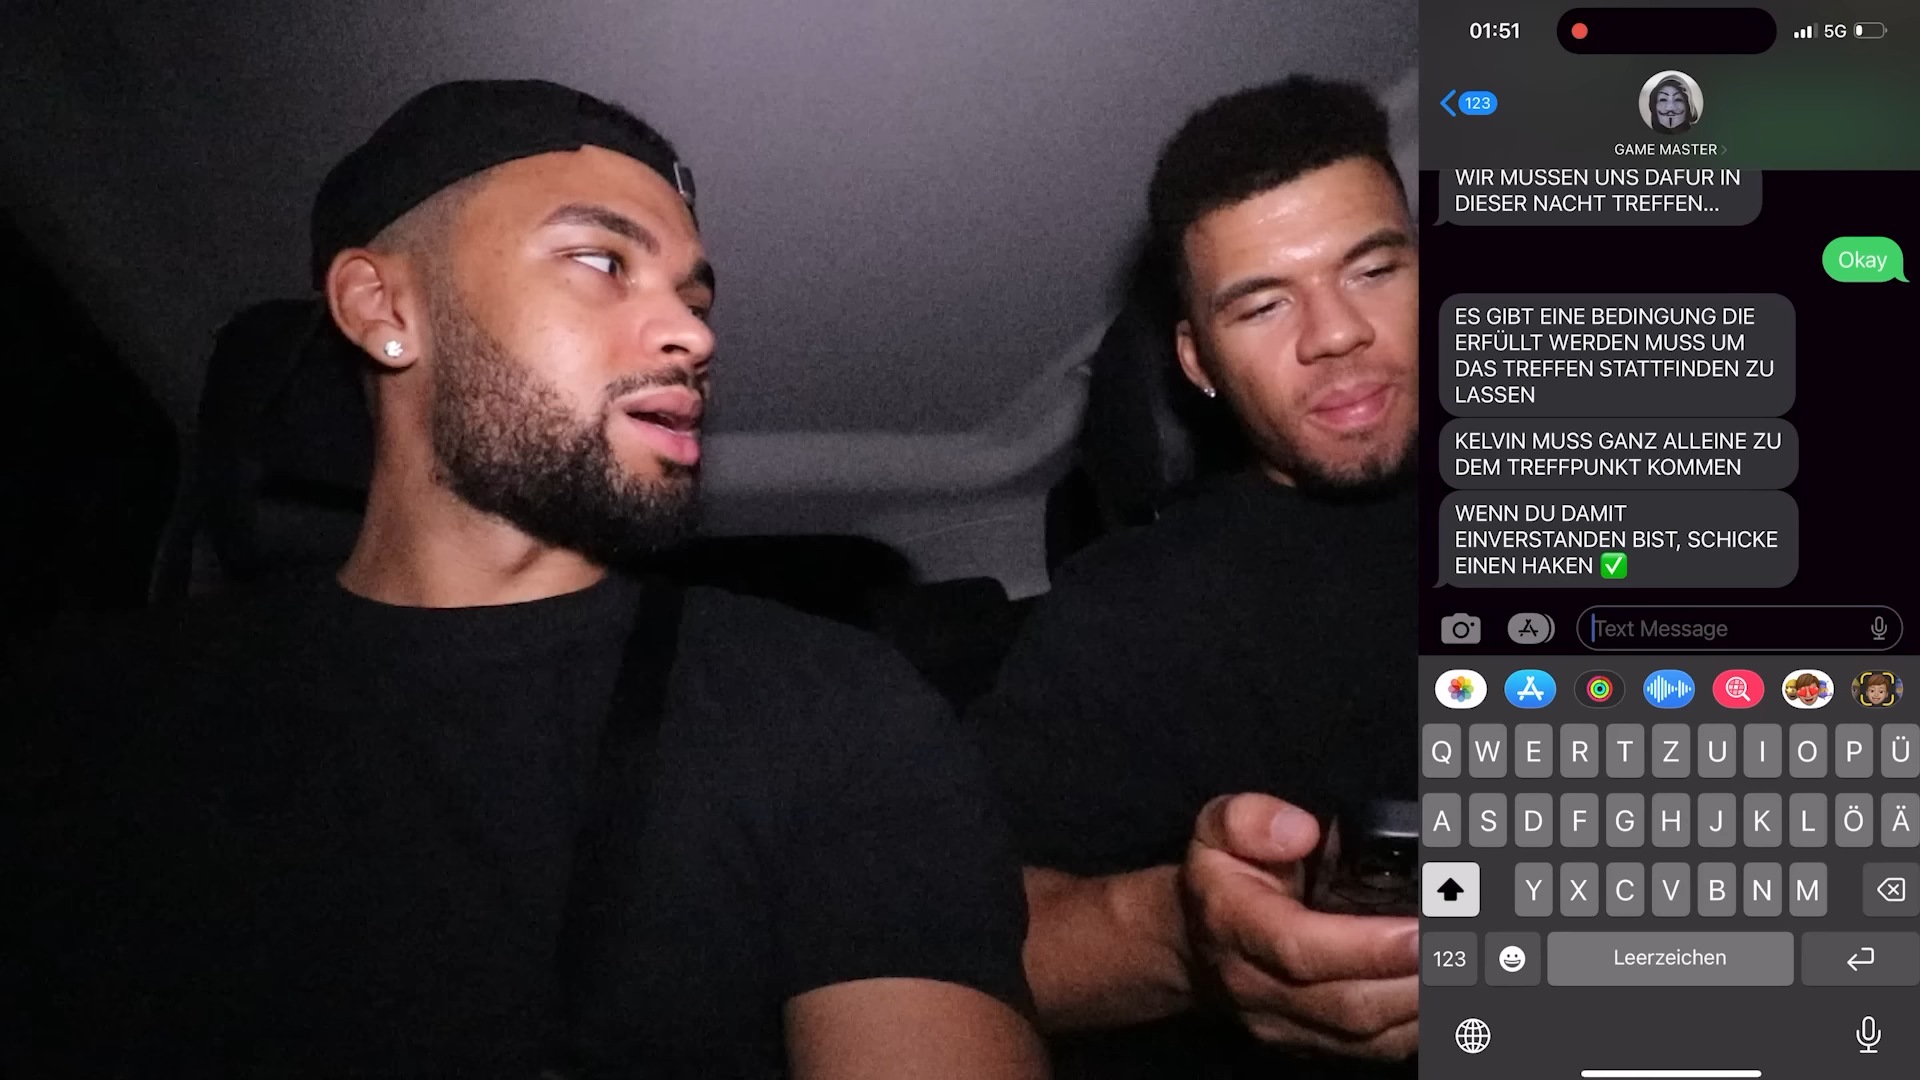 01:51
5G
123
GAME MASTER
WIR MÜSSEN UNS DAFÜR IN
DIESER NACHT TREFFEN...
Okay
ES GIBT EINE BEDINGUNG DIE
ERFÜLLT WERDEN MUSS UM
DAS TREFFEN STATTFINDEN ZU
LASSEN
KELVIN MUSS GANZ ALLEINE ZU
DEM TREFFPUNKT KOMMEN
WENN DU DAMIT
EINVERSTANDEN BIST, SCHICKE
EINEN HAKEN ✅
Text Message
Q W E R T Z U I O P Ü
A S D F G H J K L Ö Ä
Y X C V B N M
123 Leerzeichen